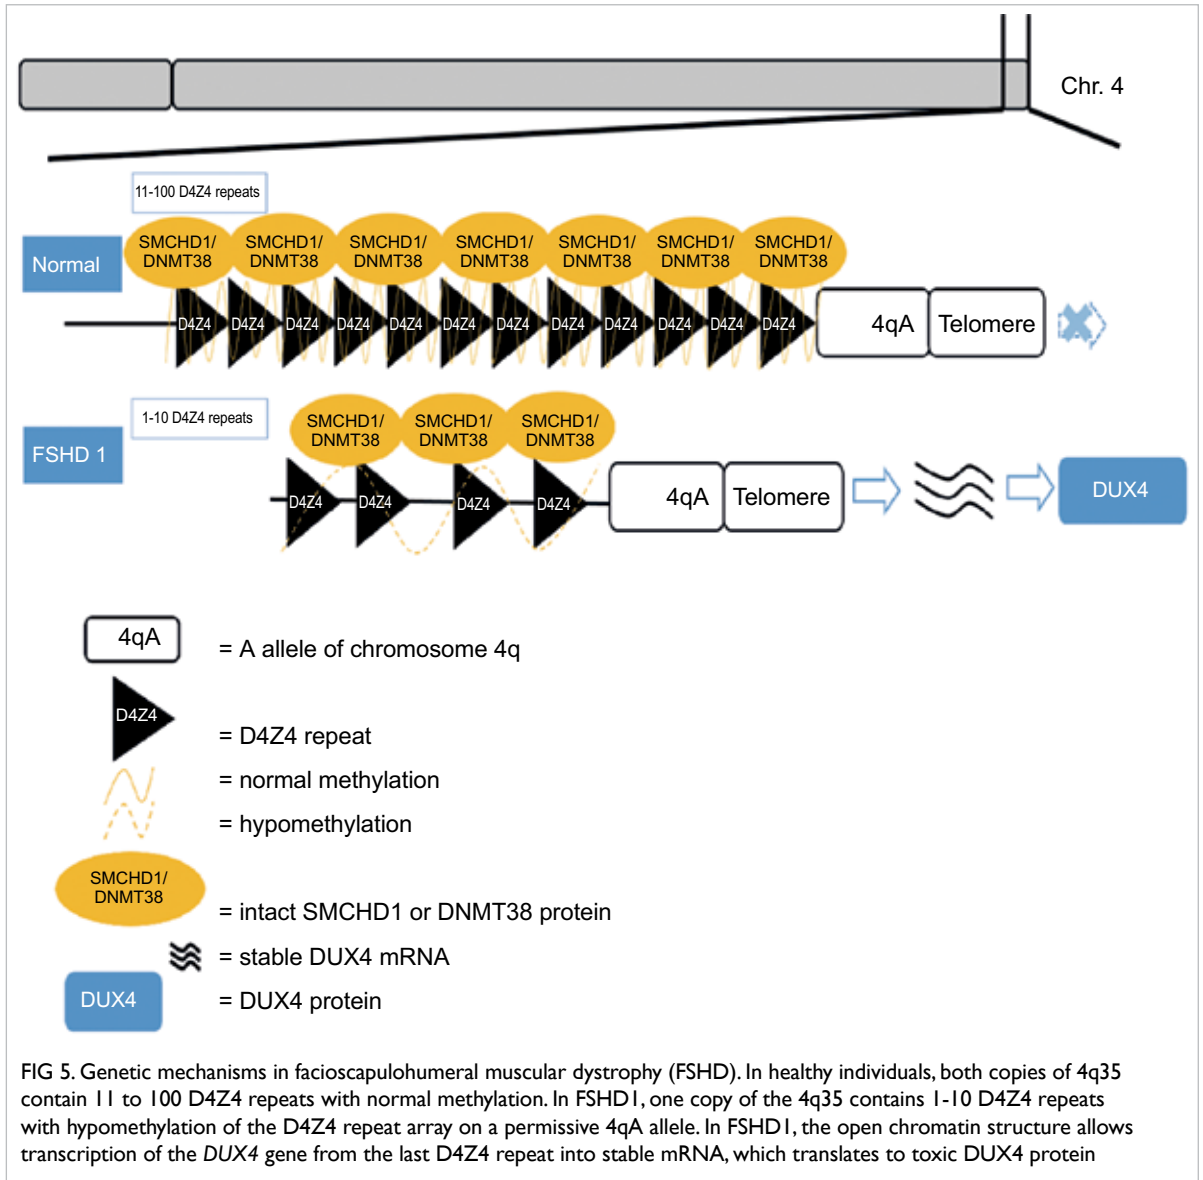 Chr. 4
11-100 D4Z4 repeats
Normal
SMCHD1/ SMCHD1/ SMCHD1/ SMCHD1/ SMCHD1/ SMCHD1/ SMCHD1/
DNMT38 DNMT38 DNMT38 DNMT38 DNMT38 DNMT38 DNMT38
D4Z4 D4Z4 D4Z4 D4Z4 D4Z4 D4Z4 D4Z4 D4Z4 D4Z4 D4Z4 D4Z4 D4Z4 4qA Telomere
1-10 D4Z4 repeats
FSHD 1
SMCHD1/ SMCHD1/ SMCHD1/
DNMT38 DNMT38 DNMT38
D4Z4 D4Z4 D4Z4 D4Z4 4qA Telomere DUX4
4qA = A allele of chromosome 4q
D4Z4 = D4Z4 repeat
= normal methylation
= hypomethylation
SMCHD1/
DNMT38 = intact SMCHD1 or DNMT38 protein
= stable DUX4 mRNA
DUX4 = DUX4 protein
FIG 5. Genetic mechanisms in facioscapulohumeral muscular dystrophy (FSHD). In healthy individuals, both copies of 4q35
contain 11 to 100 D4Z4 repeats with normal methylation. In FSHD1, one copy of the 4q35 contains 1-10 D4Z4 repeats
with hypomethylation of the D4Z4 repeat array on a permissive 4qA allele. In FSHD1, the open chromatin structure allows
transcription of the DUX4 gene from the last D4Z4 repeat into stable mRNA, which translates to toxic DUX4 protein